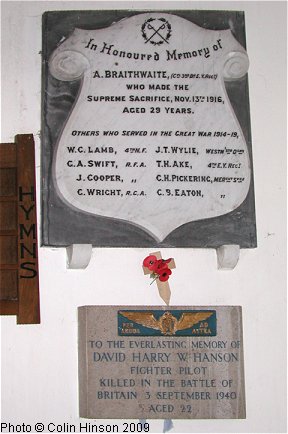 In Honoured Memory of
A. BRAITHWAITE,
WHO MADE THE
SUPREME SACRIFICE, NOV. 13TH 1916,
AGED 29 YEARS.
OTHERS WHO SERVED IN THE GREAT WAR 1914-19,
W.C. LAMB, 4TH N.F. J.T. WYLIE,
G.A. SWIFT, R.F.A. T.H. AKE,
J. COOPER, " C.H. PICKERING,
C. WRIGHT, R.G.A. C.B. EATON, "
HYMNS
PER ARDUA AD ASTRA
TO THE EVERLASTING MEMORY OF
DAVID HARRY W HANSON
FIGHTER PILOT
KILLED IN THE BATTLE OF
BRITAIN 3 SEPTEMBER 1940
AGED 22
Photo © Colin Hinson 2009